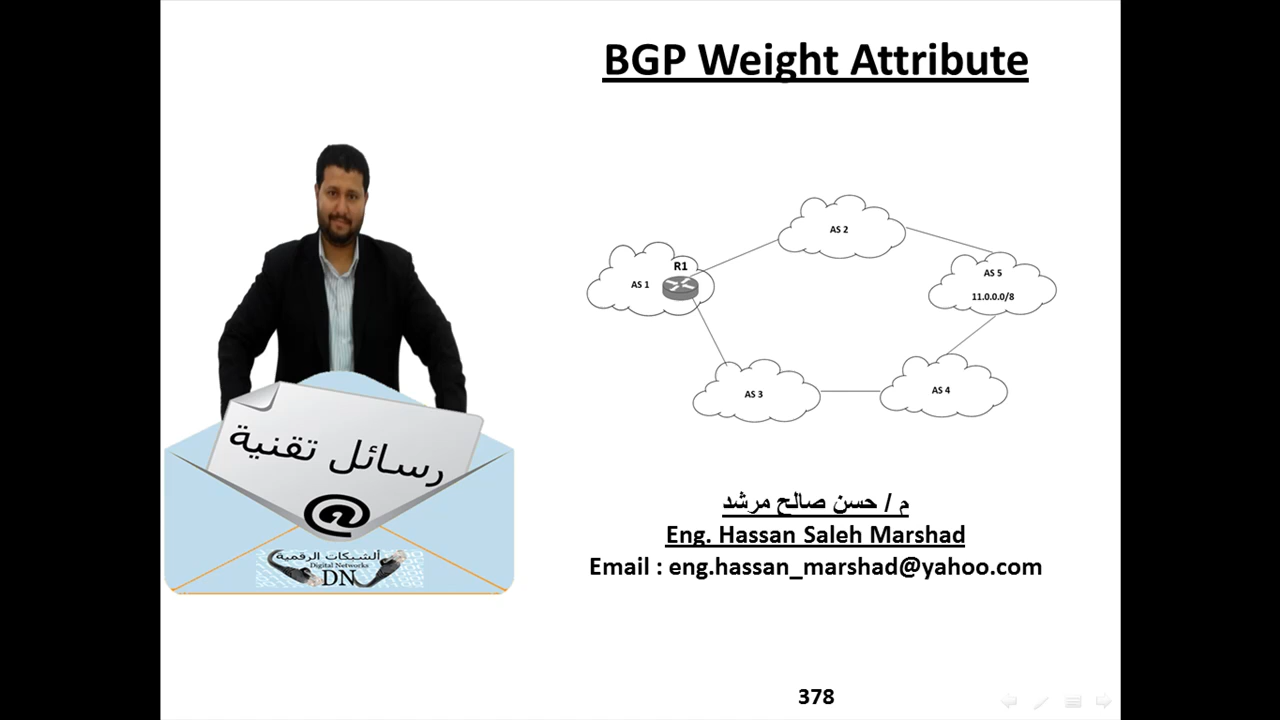 BGP Weight Attribute
AS 2
R1
AS 1
AS 5
11.0.0.0/8
AS 3
AS 4
رسائل تقنية
@
الشبكات الرقمية
Digital Networks
DN
م / حسن صالح مرشد
Eng. Hassan Saleh Marshad
Email : eng.hassan_marshad@yahoo.com
378